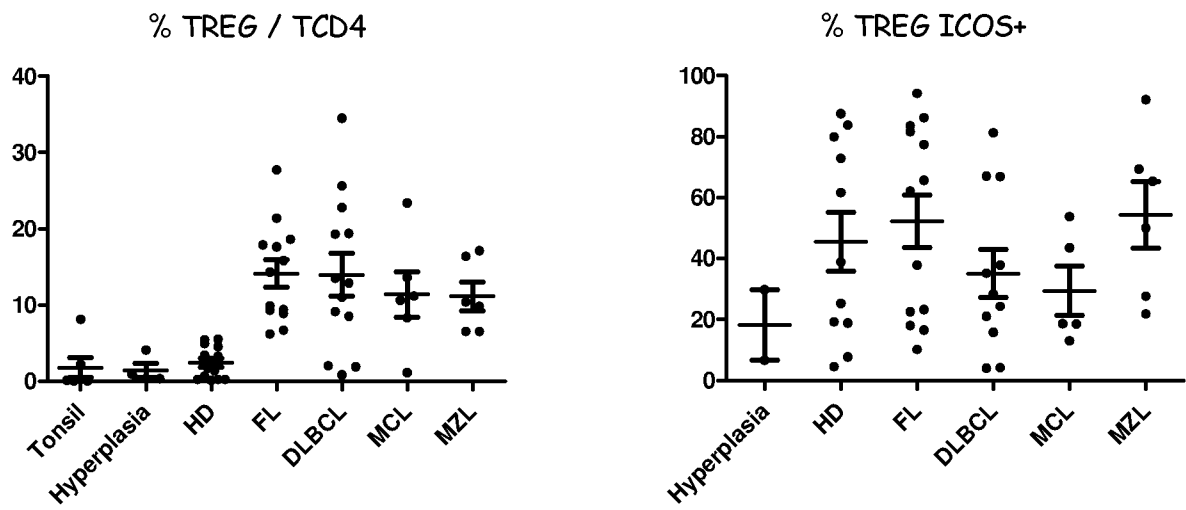 % TREG / TCD4
40
30
20
10
0
Tonsil
Hyperplasia
HD
FL
DLBCL
MCL
MZL
% TREG ICOS+
100
80
60
40
20
0
Hyperplasia
HD
FL
DLBCL
MCL
MZL